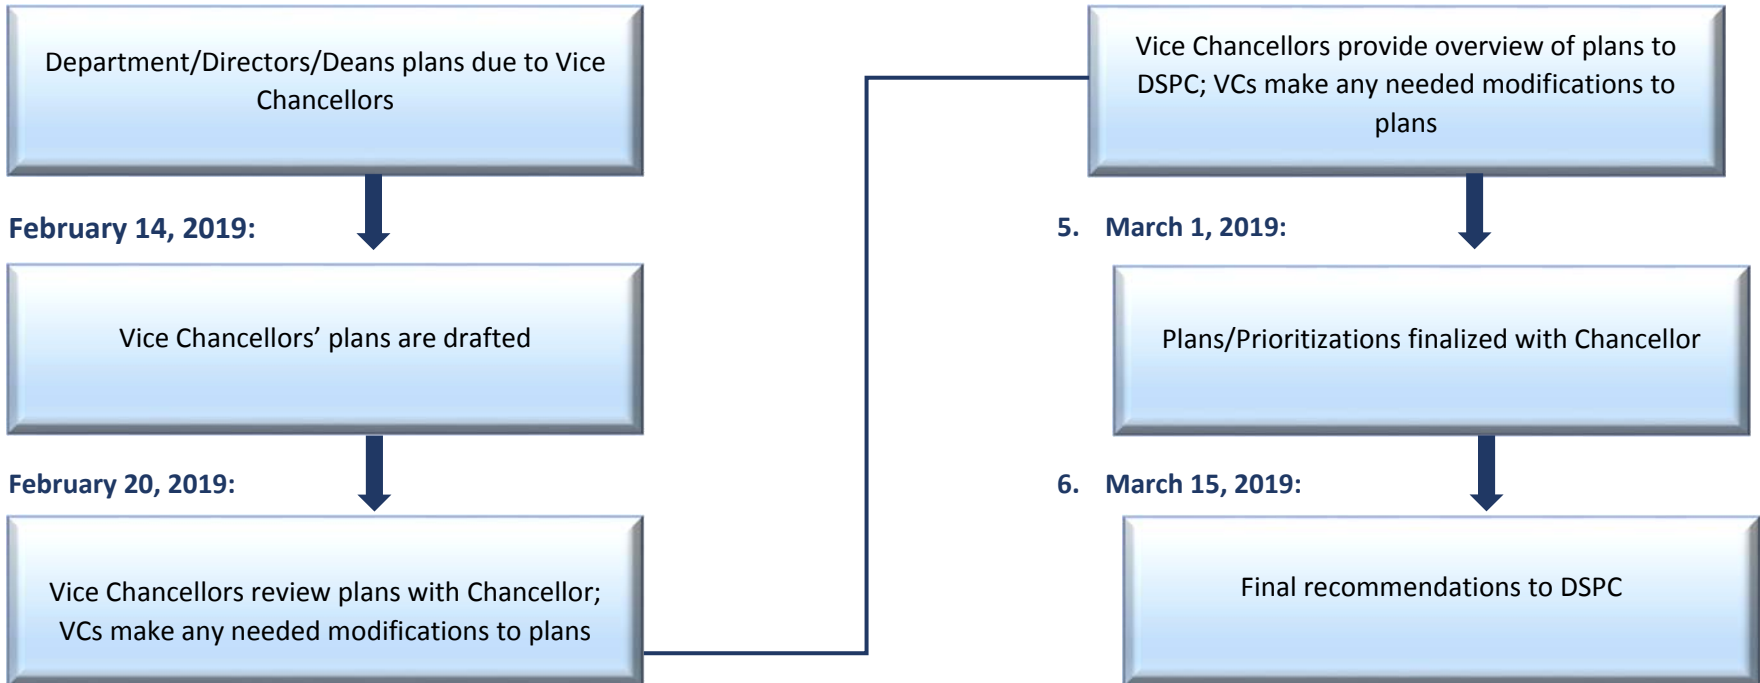 Department/Directors/Deans plans due to Vice
Chancellors
February 14, 2019:
Vice Chancellors’ plans are drafted
February 20, 2019:
Vice Chancellors review plans with Chancellor;
VCs make any needed modifications to plans
Vice Chancellors provide overview of plans to
DSPC; VCs make any needed modifications to
plans
5. March 1, 2019:
Plans/Prioritizations finalized with Chancellor
6. March 15, 2019:
Final recommendations to DSPC